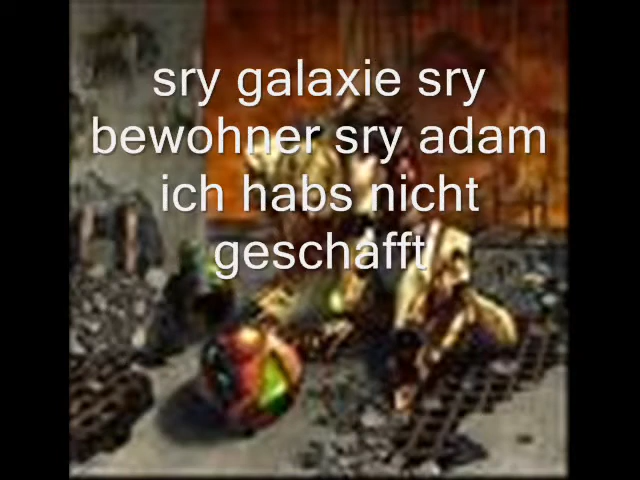 sry galaxie sry
bewohner sry adam
ich habs nicht
geschafft